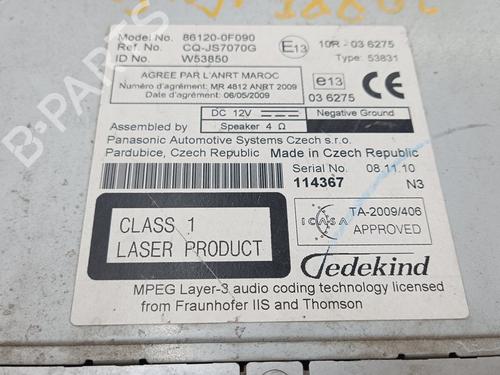 Model No. 86120-0F090
Ref. No. CQ-JS7070G
ID No W53850
E13
10R - 03 6275
Type: 53831
AGREE PAR L'ANRT MAROC
Numéro d'agrément: MR 4812 ANRT 2009
Date d'agrément: 06/05/2009
e13
CE
03 6275
DC 12V
Negative Ground
Assembled by
Speaker 4 Ω
Panasonic Automotive Systems Czech s.r.o.
Pardubice, Czech Republic Made in Czech Republic
Serial No. 08.11.10
114367 N3
CLASS 1
LASER PRODUCT
ICASA
TA-2009/406
APPROVED
Tedekind
MPEG Layer-3 audio coding technology licensed
from Fraunhofer IIS and Thomson
B-PARTS